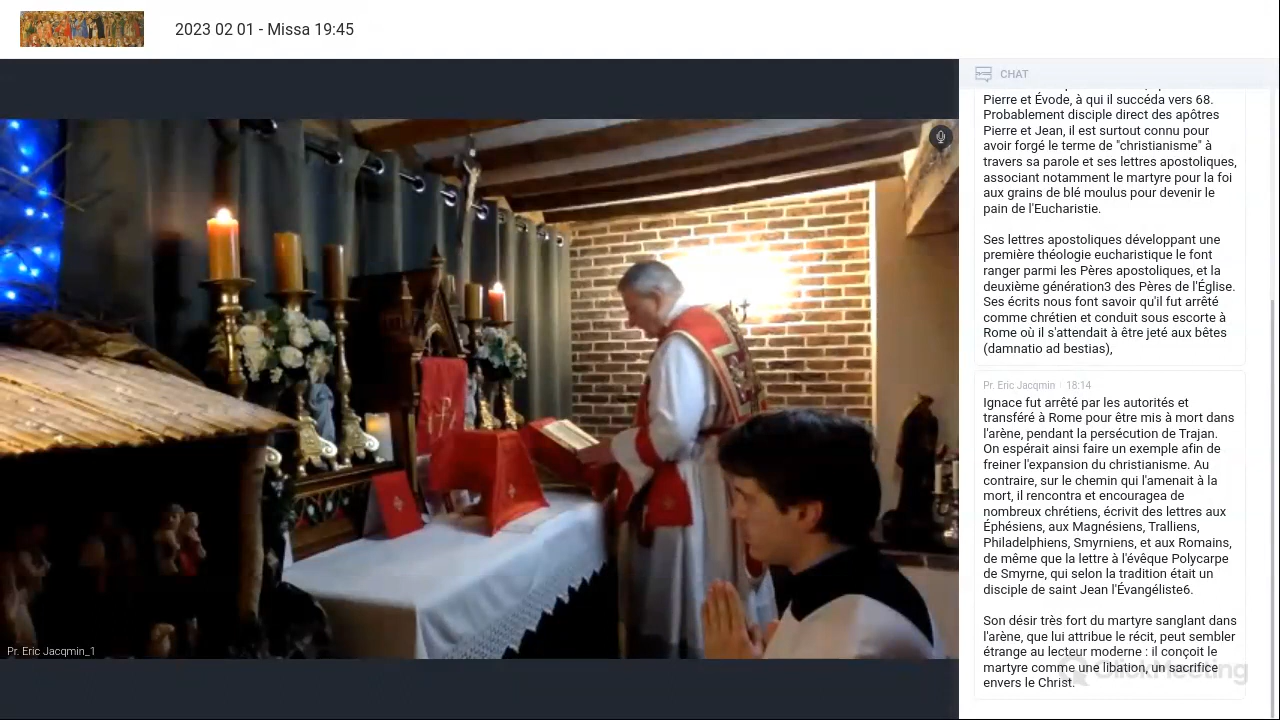 2023 02 01 - Missa 19:45
CHAT
Pierre et Évode, à qui il succéda vers 68.
Probablement disciple direct des apôtres
Pierre et Jean, il est surtout connu pour
avoir forgé le terme de "christianisme" à
travers sa parole et ses lettres apostoliques,
associant notamment le martyre pour la foi
aux grains de blé moulus pour devenir le
pain de l'Eucharistie.
Ses lettres apostoliques développant une
première théologie eucharistique le font
ranger parmi les Pères apostoliques, et la
deuxième génération3 des Pères de l'Église.
Ses écrits nous font savoir qu'il fut arrêté
comme chrétien et conduit sous escorte à
Rome où il s'attendait à être jeté aux bêtes
(damnatio ad bestias),
Pr. Eric Jacqmin 18:14
Ignace fut arrêté par les autorités et
transféré à Rome pour être mis à mort dans
l'arène, pendant la persécution de Trajan.
On espérait ainsi faire un exemple afin de
freiner l'expansion du christianisme. Au
contraire, sur le chemin qui l'amenait à la
mort, il rencontra et encouragea de
nombreux chrétiens, écrivit des lettres aux
Éphésiens, aux Magnésiens, Tralliens,
Philadelphiens, Smyrniens, et aux Romains,
de même que la lettre à l'évêque Polycarpe
de Smyrne, qui selon la tradition était un
disciple de saint Jean l'Évangéliste6.
Son désir très fort du martyre sanglant dans
l'arène, que lui attribue le récit, peut sembler
étrange au lecteur moderne : il conçoit le
martyre comme une libation, un sacrifice
envers le Christ.
ClickMeeting
Pr. Eric Jacqmin_1